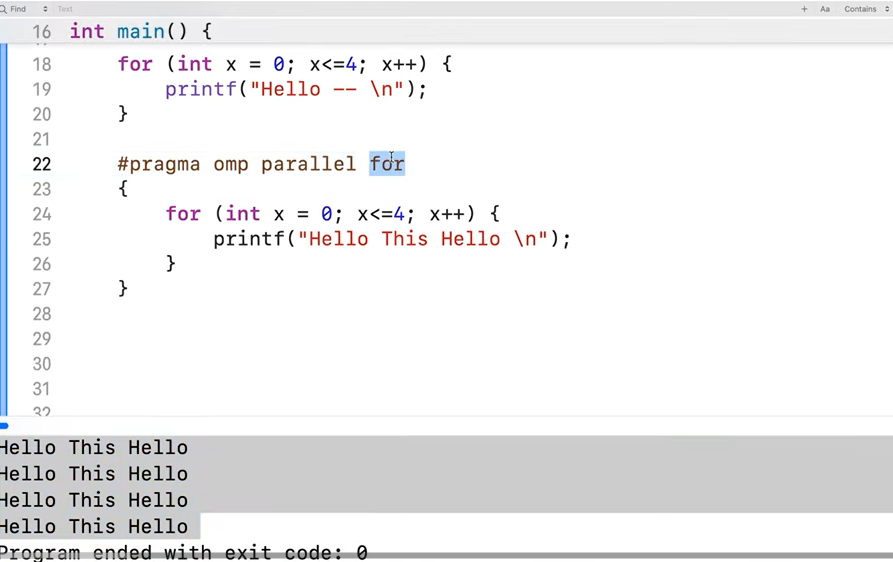 Find Text + Aa Contains
16 int main() {
18 for (int x = 0; x<=4; x++) {
19 printf("Hello -- \n");
20 }
21
22 #pragma omp parallel for
23 {
24 for (int x = 0; x<=4; x++) {
25 printf("Hello This Hello \n");
26 }
27 }
28
29
30
31
32
Hello This Hello
Hello This Hello
Hello This Hello
Hello This Hello
Program ended with exit code: 0